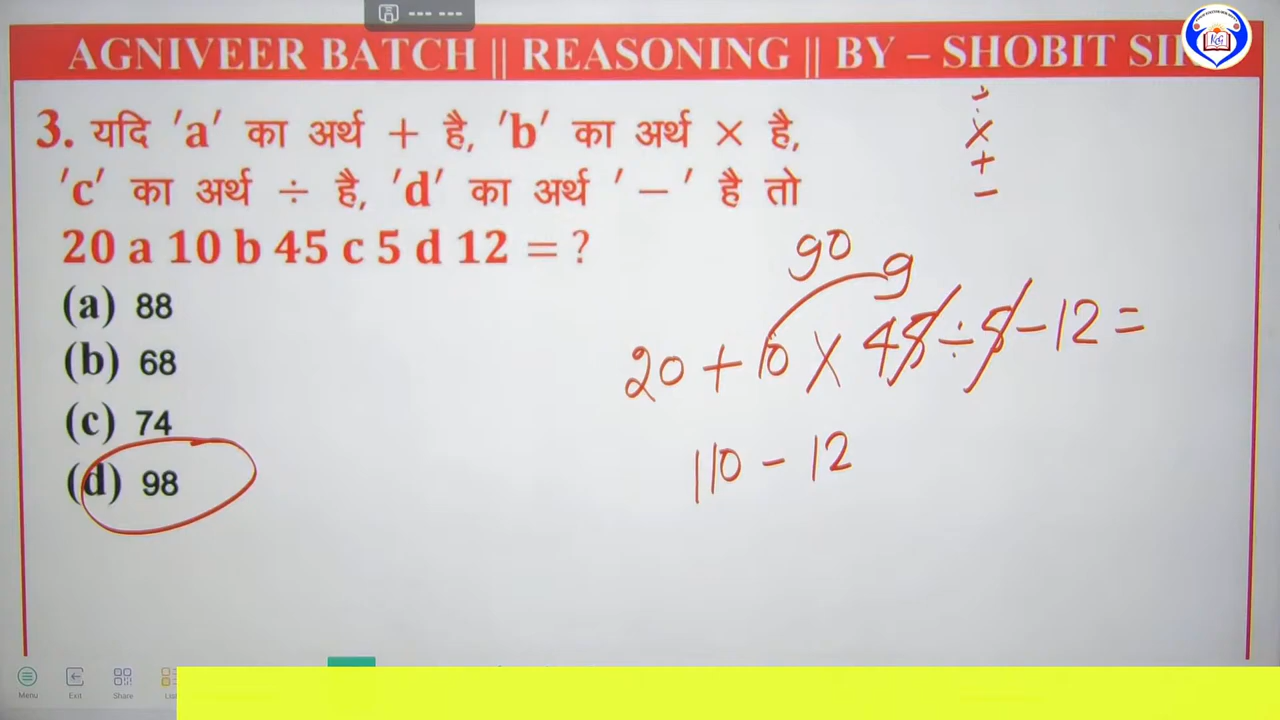 AGNIVEER BATCH || REASONING || BY – SHOBIT SIR
3. यदि 'a' का अर्थ + है, 'b' का अर्थ × है,
'c' का अर्थ ÷ है, 'd' का अर्थ ' – ' है तो
20 a 10 b 45 c 5 d 12 = ?
(a) 88
(b) 68
(c) 74
(d) 98
÷
×
+
−
90 9
20 + 10 × 45 ÷ 5 − 12 =
110 − 12
Menu Exit Share